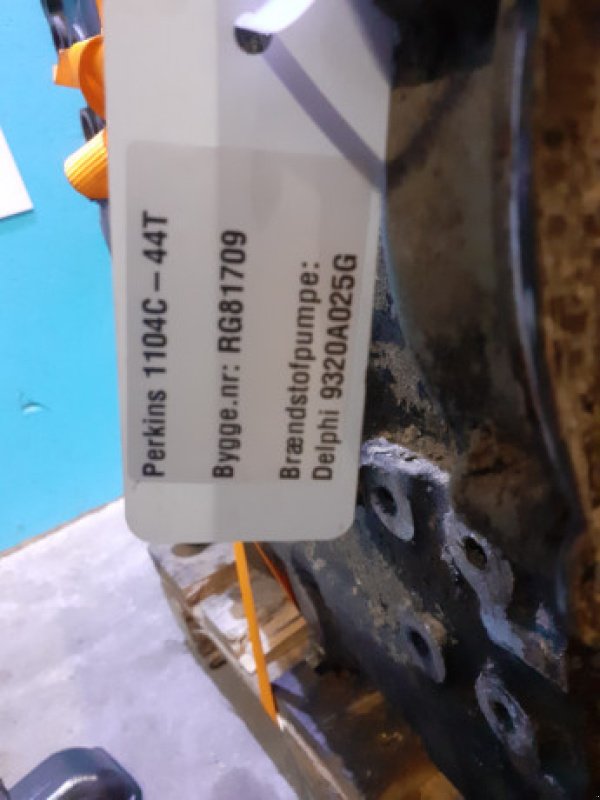 Perkins 1104C – 44T
Bygge.nr: RG81709
Brændstofpumpe:
Delphi 9320A025G